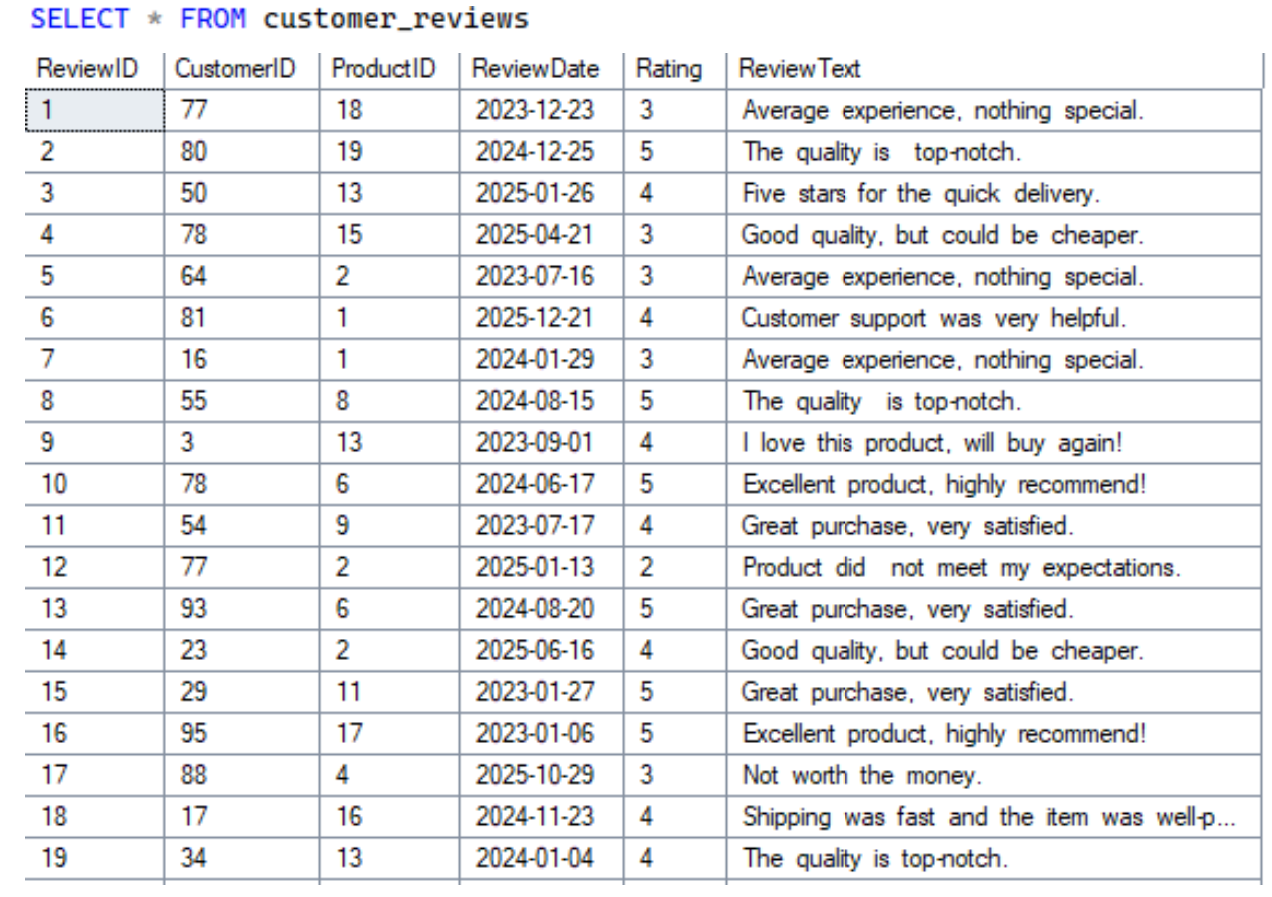 SELECT * FROM customer_reviews
ReviewID CustomerID ProductID ReviewDate Rating ReviewText
1 77 18 2023-12-23 3 Average experience, nothing special.
2 80 19 2024-12-25 5 The quality is  top-notch.
3 50 13 2025-01-26 4 Five stars for the quick delivery.
4 78 15 2025-04-21 3 Good quality, but could be cheaper.
5 64 2 2023-07-16 3 Average experience, nothing special.
6 81 1 2025-12-21 4 Customer support was very helpful.
7 16 1 2024-01-29 3 Average experience, nothing special.
8 55 8 2024-08-15 5 The quality  is top-notch.
9 3 13 2023-09-01 4 I love this product, will buy again!
10 78 6 2024-06-17 5 Excellent product, highly recommend!
11 54 9 2023-07-17 4 Great purchase, very satisfied.
12 77 2 2025-01-13 2 Product did  not meet my expectations.
13 93 6 2024-08-20 5 Great purchase, very satisfied.
14 23 2 2025-06-16 4 Good quality, but could be cheaper.
15 29 11 2023-01-27 5 Great purchase, very satisfied.
16 95 17 2023-01-06 5 Excellent product, highly recommend!
17 88 4 2025-10-29 3 Not worth the money.
18 17 16 2024-11-23 4 Shipping was fast and the item was well-p...
19 34 13 2024-01-04 4 The quality is top-notch.